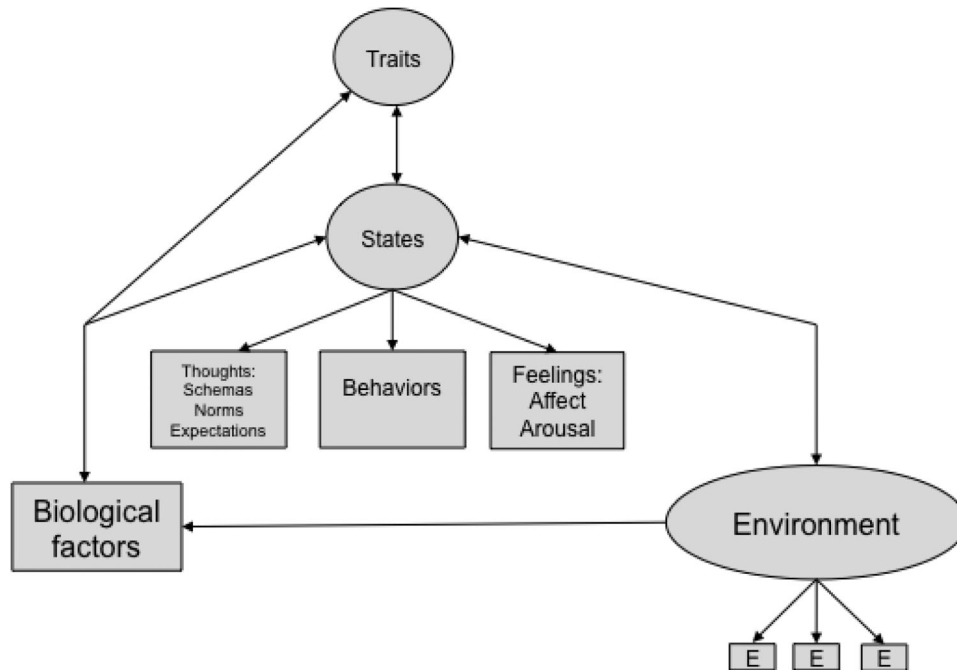 Traits
States
Thoughts:
Schemas
Norms
Expectations
Behaviors
Feelings:
Affect
Arousal
Biological
factors
Environment
E
E
E